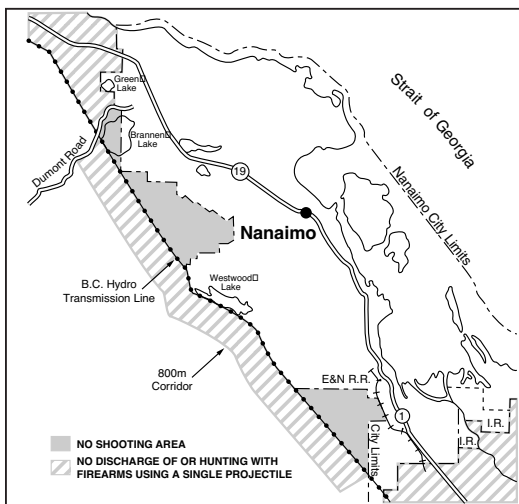 Green
Lake
Brannen
Lake
Dumont Road
19
Strait of Georgia
Nanaimo City Limits
Nanaimo
B.C. Hydro
Transmission Line
Westwood
Lake
800m
Corridor
E&N R.R.
1
I.R.
I.R.
City Limits
NO SHOOTING AREA
NO DISCHARGE OF OR HUNTING WITH
FIREARMS USING A SINGLE PROJECTILE